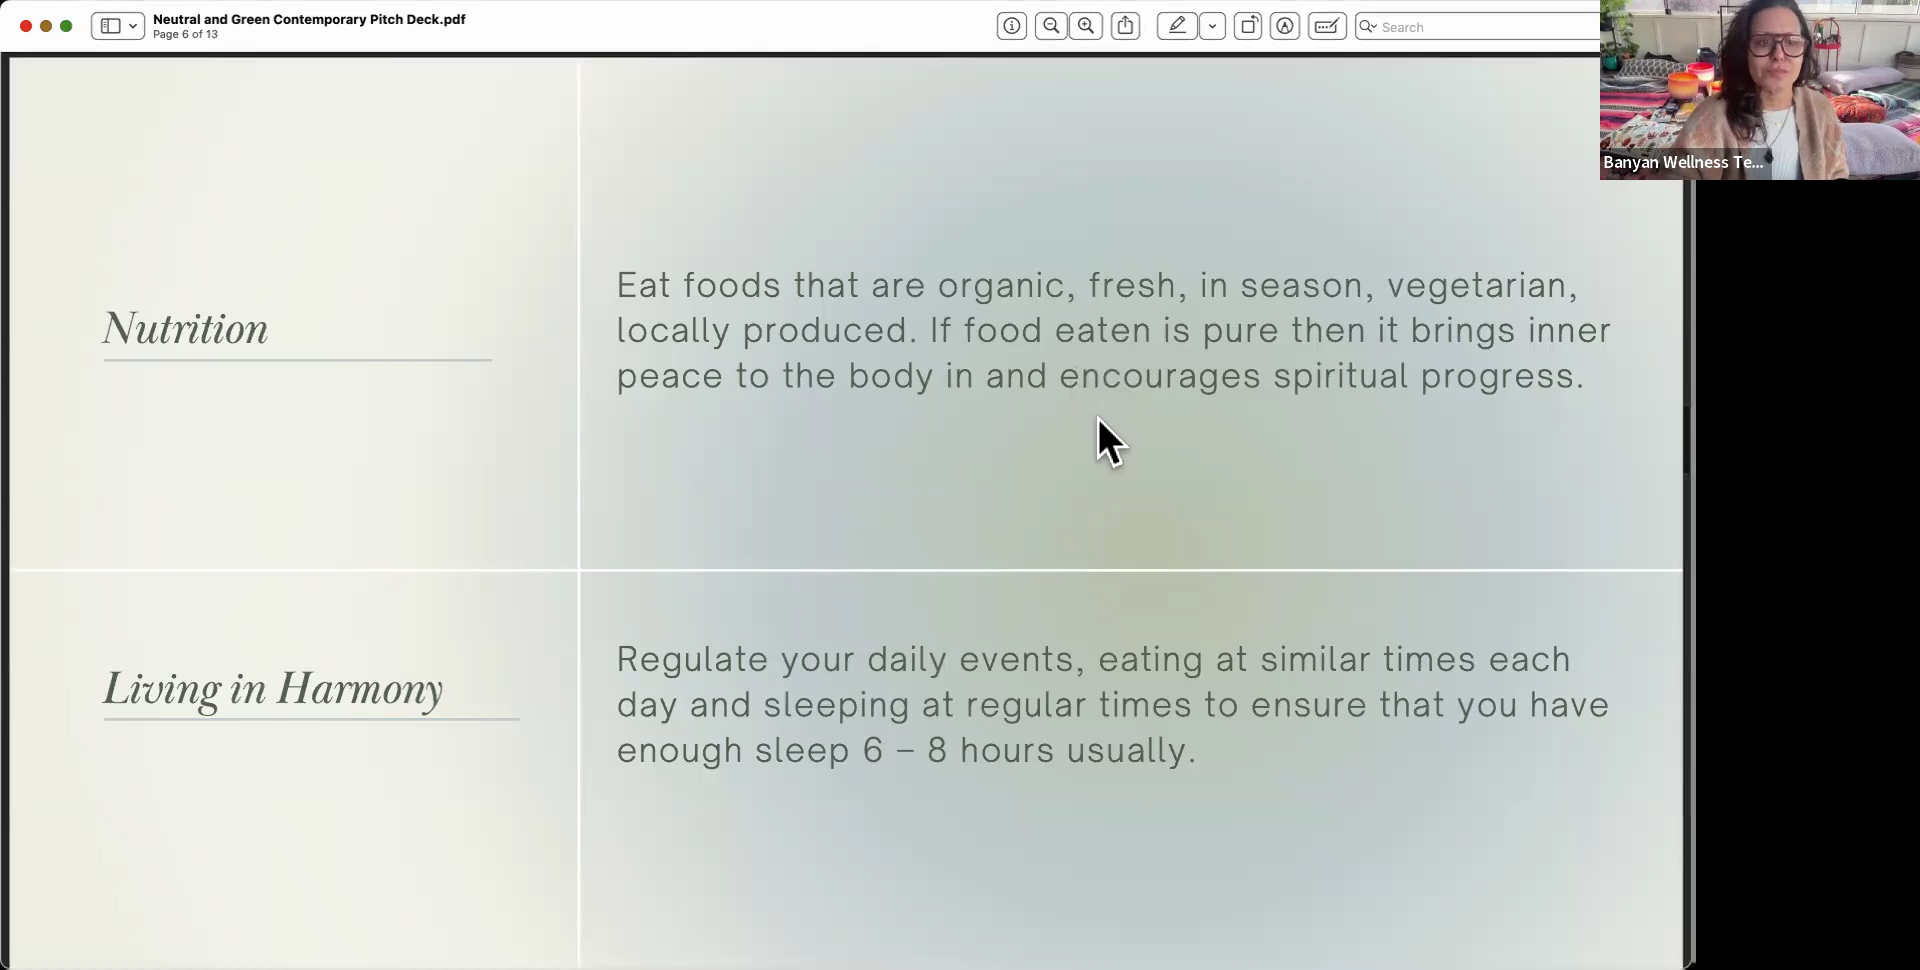 Neutral and Green Contemporary Pitch Deck.pdf
Page 6 of 13
Search
Banyan Wellness Te...
Nutrition
Eat foods that are organic, fresh, in season, vegetarian,
locally produced. If food eaten is pure then it brings inner
peace to the body in and encourages spiritual progress.
Living in Harmony
Regulate your daily events, eating at similar times each
day and sleeping at regular times to ensure that you have
enough sleep 6 – 8 hours usually.